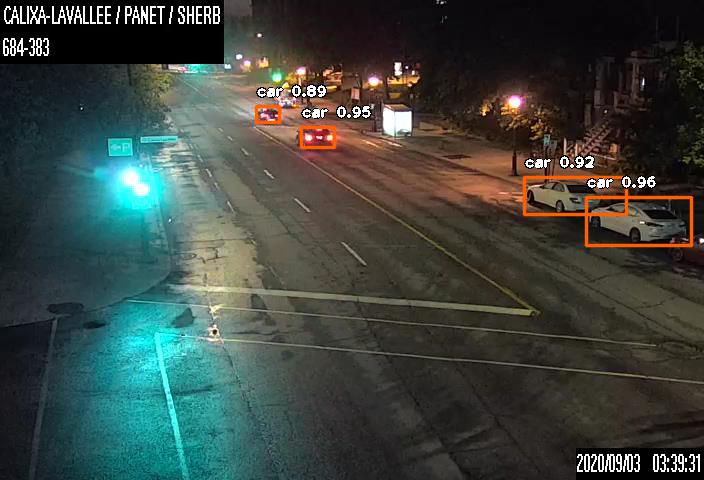 CALIXA-LAVALLEE / PANET / SHERB
684-383
car 0.89
car 0.95
car 0.92
car 0.96
P
2020/09/03 03:39:31